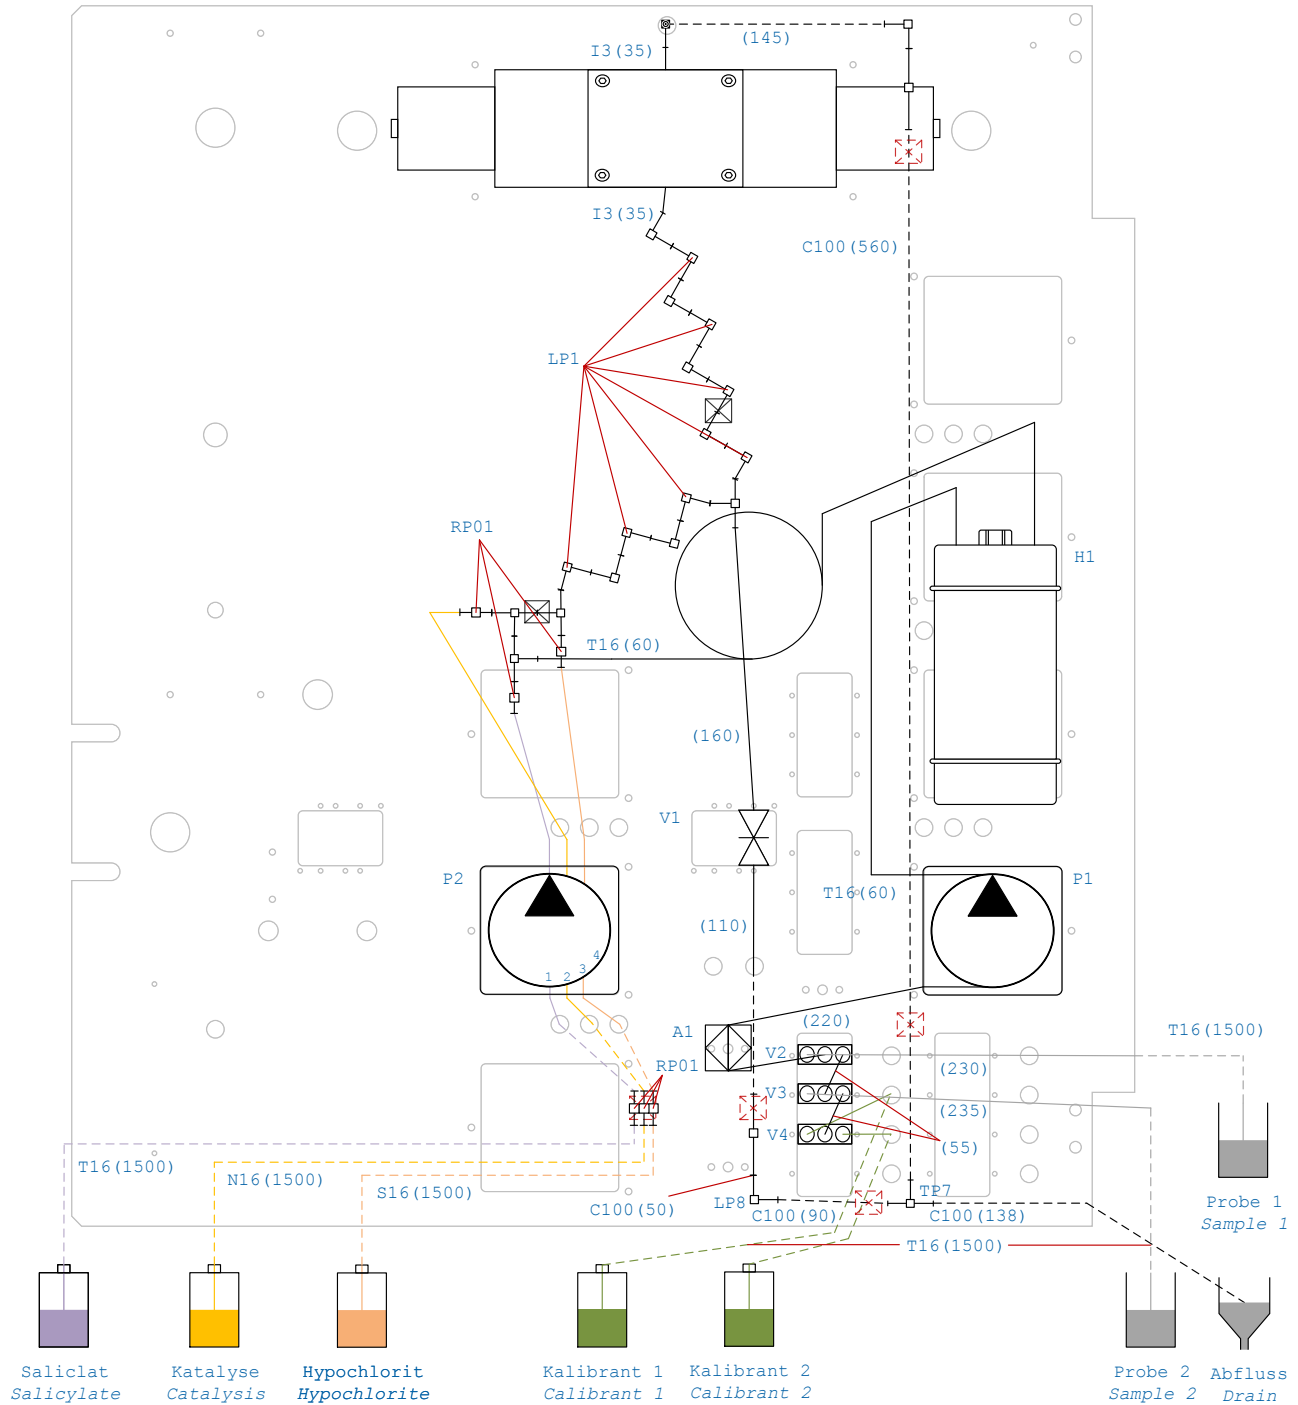 (145)
I3(35)
I3(35)
C100(560)
LP1
RP01
H1
T16(60)
(160)
V1
P2
T16(60)
P1
(110)
4
3
1 2
(220)
T16(1500)
A1
V2
RP01
(230)
V3
(235)
V4
(55)
T16(1500)
N16(1500)
S16(1500)
C100(50)
LP8
TP7
C100(90)
C100(138)
T16(1500)
Probe 1
Sample 1
Saliclat
Salicylate
Katalyse
Catalysis
Hypochlorit
Hypochlorite
Kalibrant 1
Calibrant 1
Kalibrant 2
Calibrant 2
Probe 2
Sample 2
Abfluss
Drain